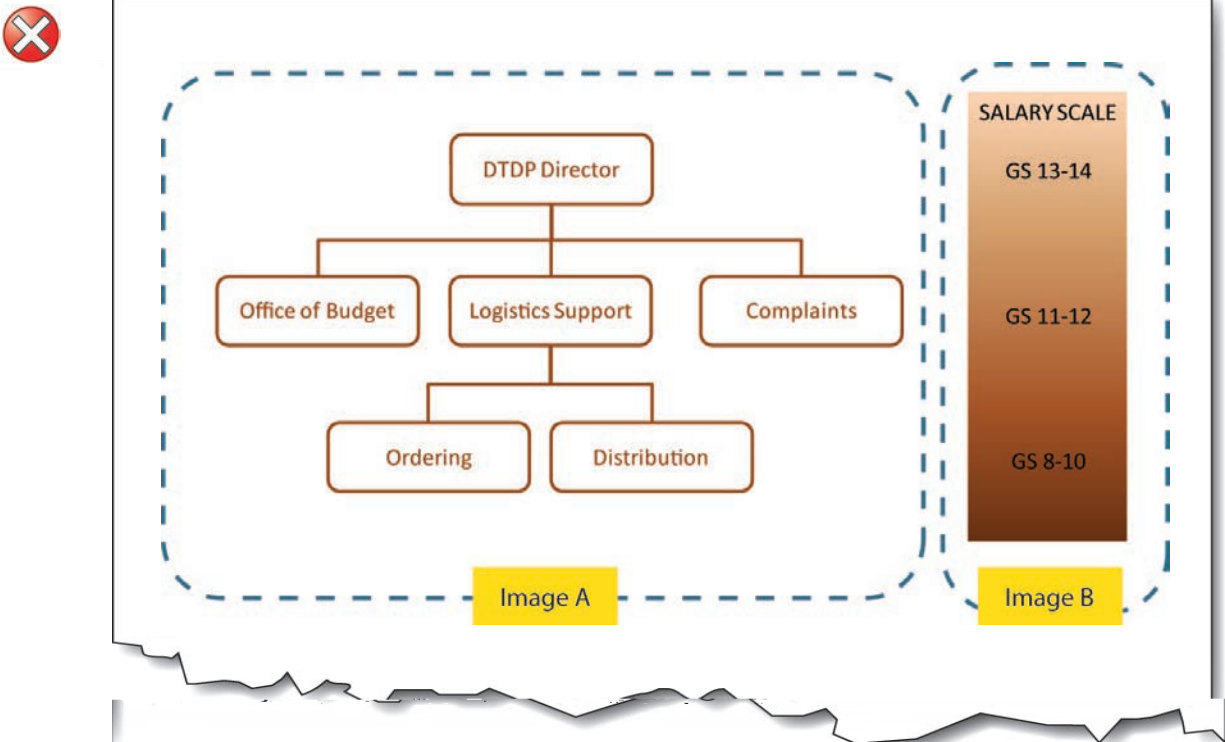 DTDP Director
Office of Budget
Logistics Support
Complaints
Ordering
Distribution
Image A
SALARY SCALE
GS 13-14
GS 11-12
GS 8-10
Image B